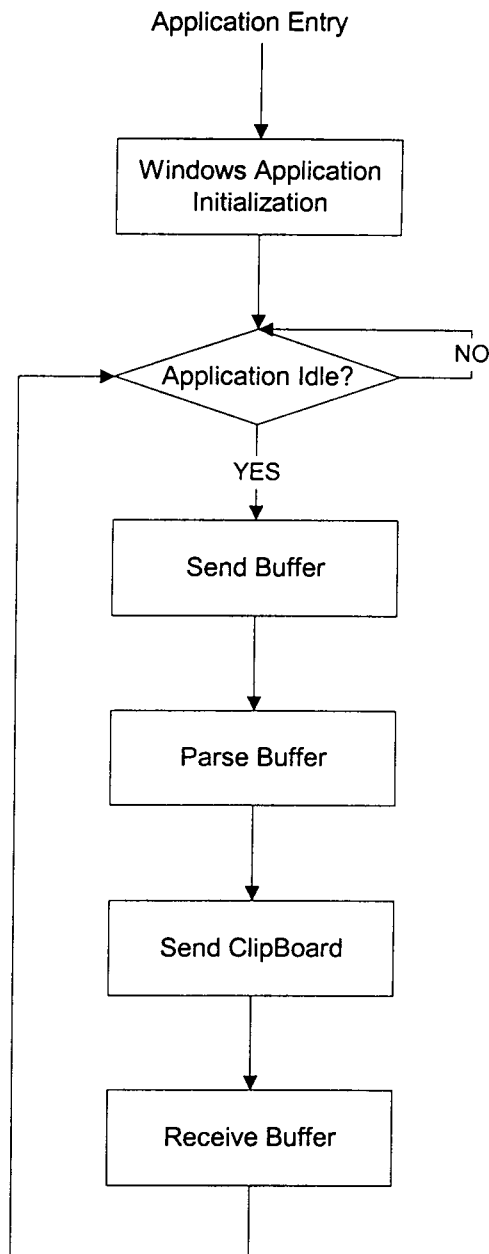 Application Entry
Windows Application
Initialization
NO
Application Idle?
YES
Send Buffer
Parse Buffer
Send ClipBoard
Receive Buffer